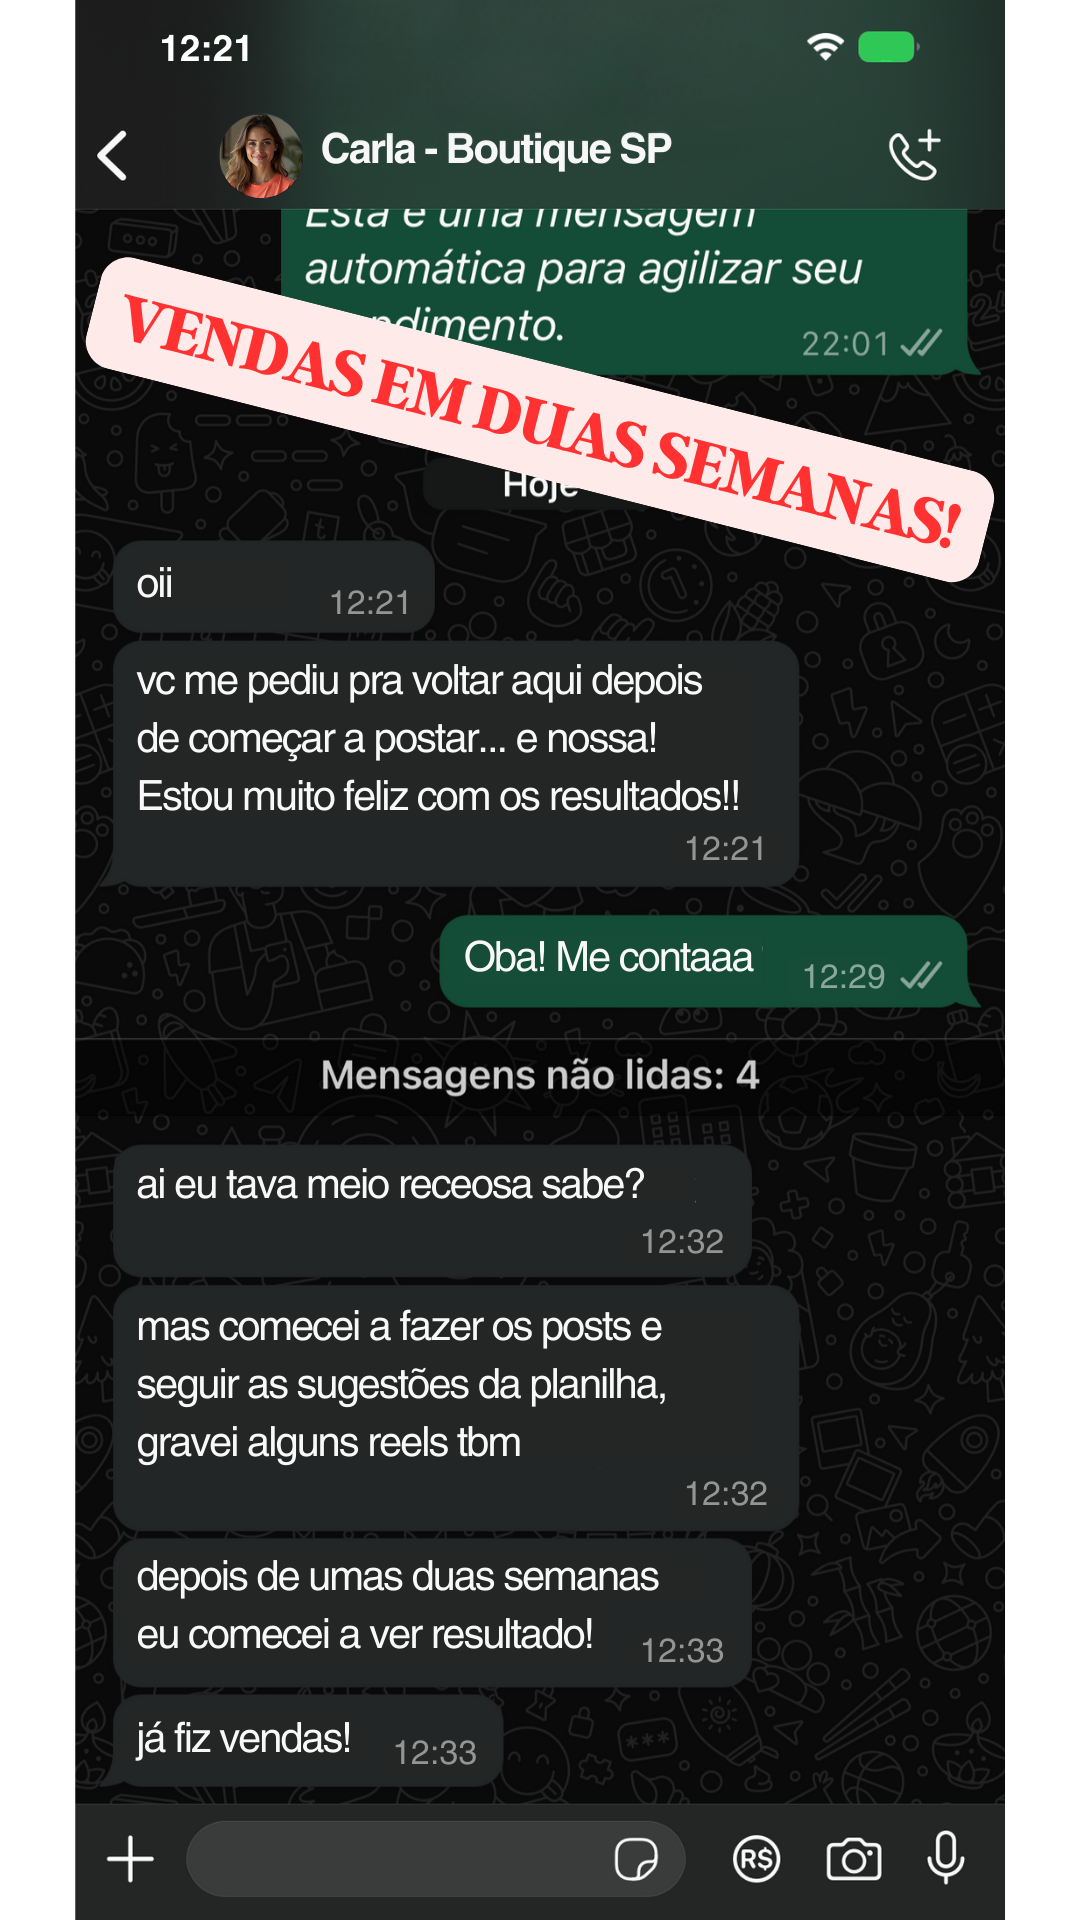 12:21
Carla - Boutique SP
Esta é uma mensagem
automática para agilizar seu
dimento.
22:01
VENDAS EM DUAS SEMANAS!
Hoje
oii
12:21
vc me pediu pra voltar aqui depois
de começar a postar... e nossa!
Estou muito feliz com os resultados!!
12:21
Oba! Me contaaa
12:29
Mensagens não lidas: 4
ai eu tava meio receosa sabe?
12:32
mas comecei a fazer os posts e
seguir as sugestões da planilha,
gravei alguns reels tbm
12:32
depois de umas duas semanas
eu comecei a ver resultado!
12:33
já fiz vendas!
12:33
R$